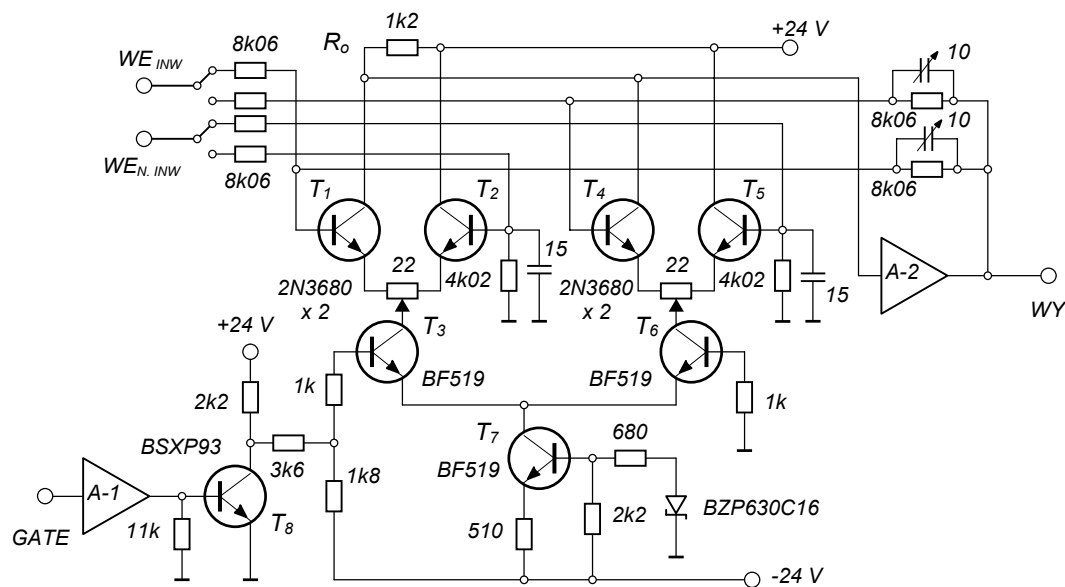 1k2
R₀
+24 V
WE INW
8k06
10
8k06
10
WE N. INW
8k06
8k06
T₁
T₂
T₄
T₅
22
15
22
15
A-2
4k02
4k02
2N3680
x 2
2N3680
x 2
WY
+24 V
T₃
T₆
1k
BF519
BF519
1k
2k2
T₇
680
BSXP93
3k6
BF519
1k8
A-1
BZP630C16
2k2
GATE
11k
T₈
510
-24 V